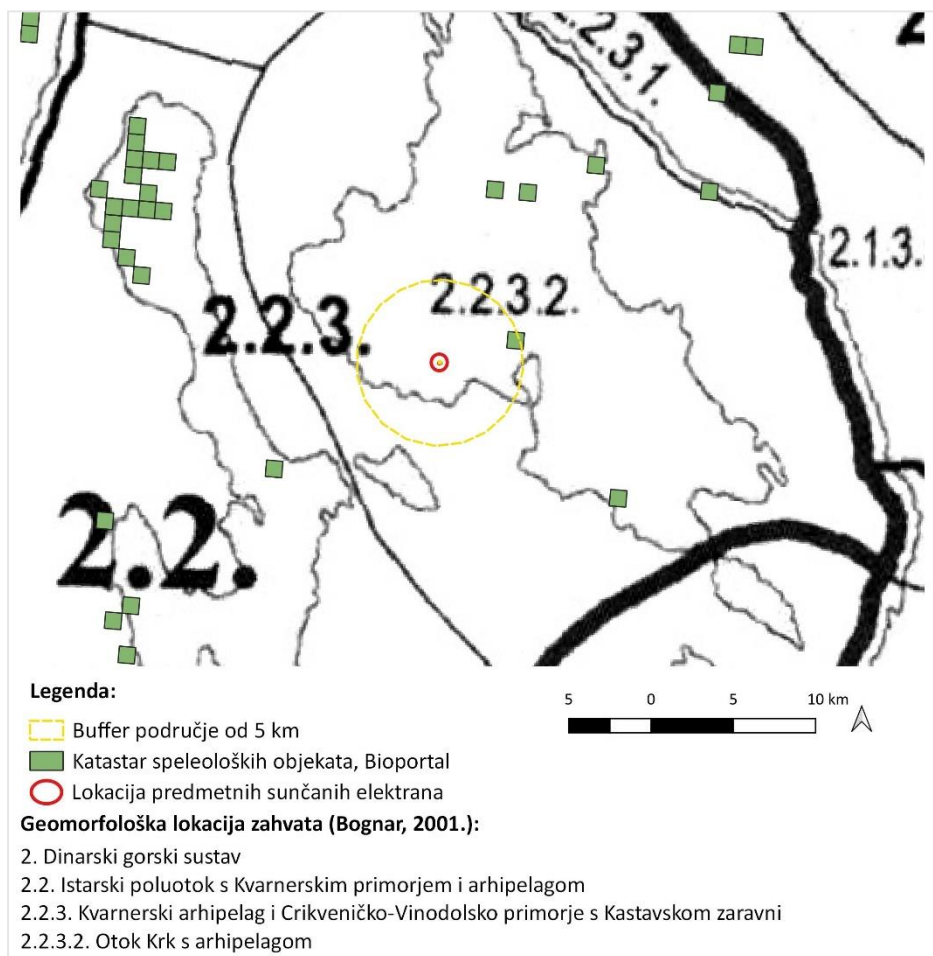 2.2.3.1.
2
2.1.3.
2.2.3.2.
2.2.3.
2.2.
Legenda:
5 0 5 10 km
Buffer područje od 5 km
Katastar speleoloških objekata, Bioportal
Lokacija predmetnih sunčanih elektrana
Geomorfološka lokacija zahvata (Bognar, 2001.):
2. Dinarski gorski sustav
2.2. Istarski poluotok s Kvarnerskim primorjem i arhipelagom
2.2.3. Kvarnerski arhipelag i Crikveničko-Vinodolsko primorje s Kastavskom zaravni
2.2.3.2. Otok Krk s arhipelagom